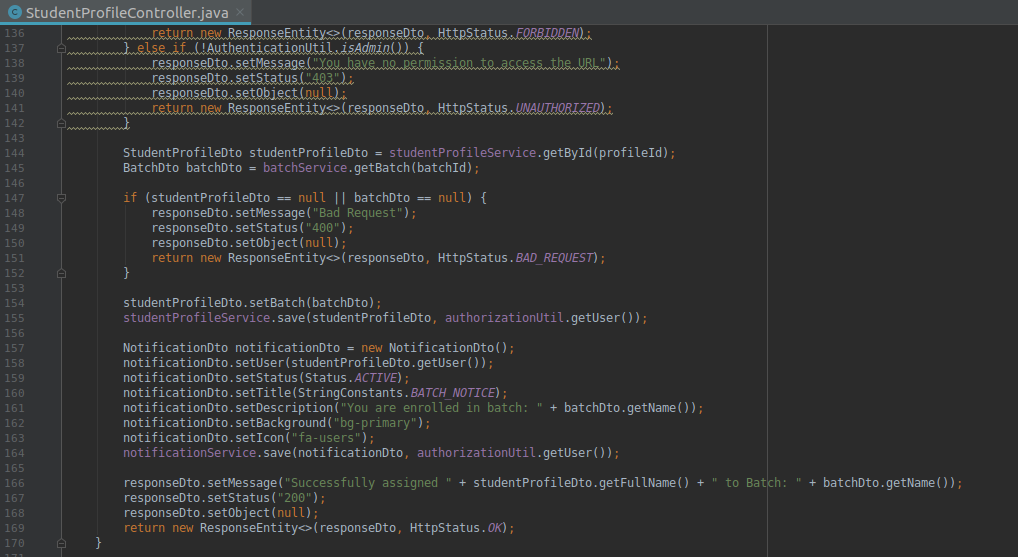 StudentProfileController.java
136 return new ResponseEntity<>(responseDto, HttpStatus.FORBIDDEN);
137 } else if (!AuthenticationUtil.isAdmin()) {
138 responseDto.setMessage("You have no permission to access the URL");
139 responseDto.setStatus("403");
140 responseDto.setObject(null);
141 return new ResponseEntity<>(responseDto, HttpStatus.UNAUTHORIZED);
142 }
143
144 StudentProfileDto studentProfileDto = studentProfileService.getById(profileId);
145 BatchDto batchDto = batchService.getBatch(batchId);
146
147 if (studentProfileDto == null || batchDto == null) {
148 responseDto.setMessage("Bad Request");
149 responseDto.setStatus("400");
150 responseDto.setObject(null);
151 return new ResponseEntity<>(responseDto, HttpStatus.BAD_REQUEST);
152 }
153
154 studentProfileDto.setBatch(batchDto);
155 studentProfileService.save(studentProfileDto, authorizationUtil.getUser());
156
157 NotificationDto notificationDto = new NotificationDto();
158 notificationDto.setUser(studentProfileDto.getUser());
159 notificationDto.setStatus(Status.ACTIVE);
160 notificationDto.setTitle(StringConstants.BATCH_NOTICE);
161 notificationDto.setDescription("You are enrolled in batch: " + batchDto.getName());
162 notificationDto.setBackground("bg-primary");
163 notificationDto.setIcon("fa-users");
164 notificationService.save(notificationDto, authorizationUtil.getUser());
165
166 responseDto.setMessage("Successfully assigned " + studentProfileDto.getFullName() + " to Batch: " + batchDto.getName());
167 responseDto.setStatus("200");
168 responseDto.setObject(null);
169 return new ResponseEntity<>(responseDto, HttpStatus.OK);
170 }
171